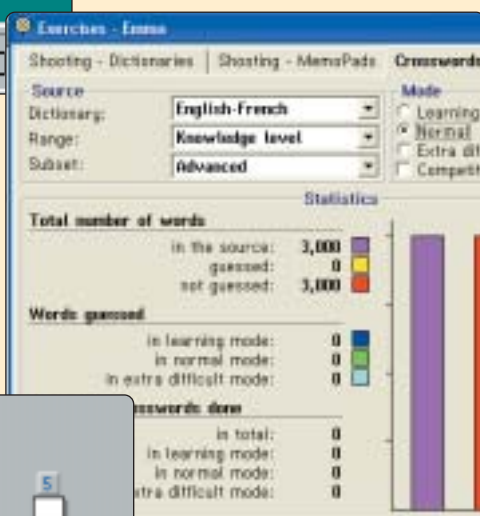 Exercises - Emma
Shooting - Dictionaries
Shooting - MemoPads
Crosswords
Source
Dictionary: English-French
Range: Knowledge level
Subset: Advanced
Mode
Learning
Normal
Extra dif
Competit
Statistics
Total number of words
in the source: 3,000
guessed: 0
not guessed: 3,000
Words guessed
in learning mode: 0
in normal mode: 0
in extra difficult mode: 0
osswords done
in total: 0
in learning mode: 0
in normal mode: 0
xtra difficult mode: 0
5